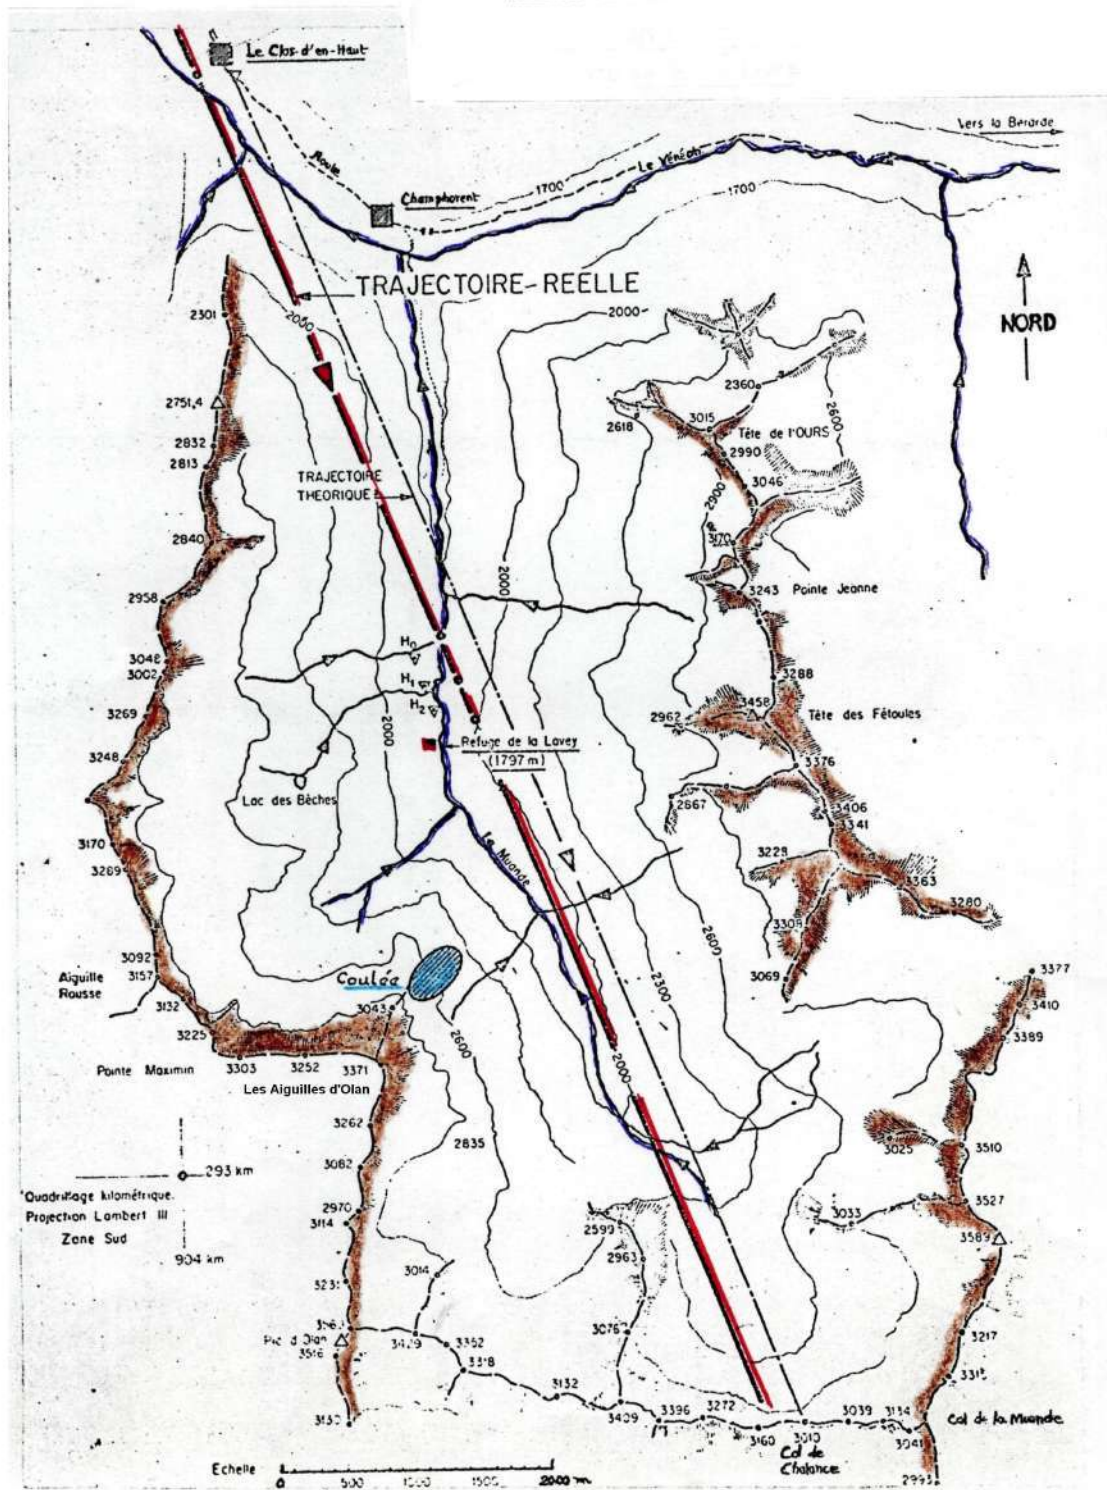 Le Clos-d'en-Haut
Vers la Berarde
Route
Le Vénéon
1700
1700
Champhorent
TRAJECTOIRE-REELLE
NORD
2301
2000
2000
2360
2600
2751,4
2618
3015
Tête de l'OURS
2832
2990
2813
TRAJECTOIRE
THEORIQUE
2900
3046
2840
3170
2000
3243
Pointe Jeanne
2958
H0
3048
3002
H1
3288
H2
3269
2000
2962
3458
Tête des Fétoules
Refuge de la Lavey
(1797 m)
3248
3376
Lac des Bêches
2867
3406
3341
3170
La Muande
3228
3289
3363
3280
3308
2600
3092
3069
Aiguille
Rousse
3157
Coulée
2300
3377
3132
3043
3410
3225
2600
3389
Pointe Maximin
3303
3252
3371
2000
Les Aiguilles d'Olan
3262
2835
3025
3510
3082
293 km
Quadrillage kilométrique.
Projection Lambert III
Zone Sud
904 km
2970
3114
3527
3033
2599
3589
2963
3014
3076
3217
Pic d'Olan
3516
3429
3362
3318
3132
3409
3396
3272
3160
3010
3039
3134
3041
Col de la Muande
Col de
Chalance
2993
Echelle
0
500
1000
1500
2000 m